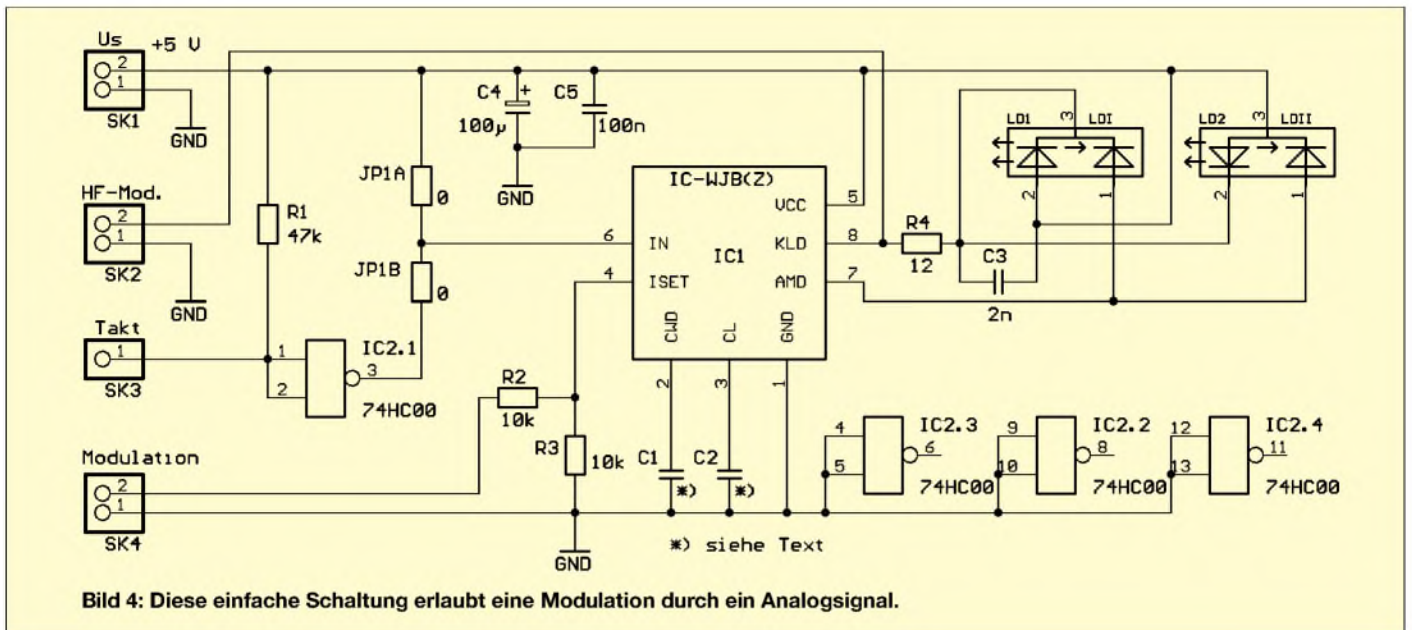 Us
+5 V
2
1
SK1
GND
HF-Mod.
2
1
SK2
GND
Takt
1
SK3
Modulation
2
1
SK4
R1
47k
JP1A
0
JP1B
0
C4
+
100µ
C5
100n
GND
1
2
3
IC2.1
74HC00
R2
10k
R3
10k
GND
IC-WJB(Z)
IC1
6
IN
4
ISET
VCC
5
KLD
8
AMD
7
CWD
CL
GND
2
3
1
C1
*)
C2
*)
*) siehe Text
R4
12
C3
2n
LD1
LDI
3
2
1
LD2
LDII
3
2
1
4
5
6
IC2.3
74HC00
9
10
8
IC2.2
74HC00
12
13
11
IC2.4
74HC00
Bild 4: Diese einfache Schaltung erlaubt eine Modulation durch ein Analogsignal.